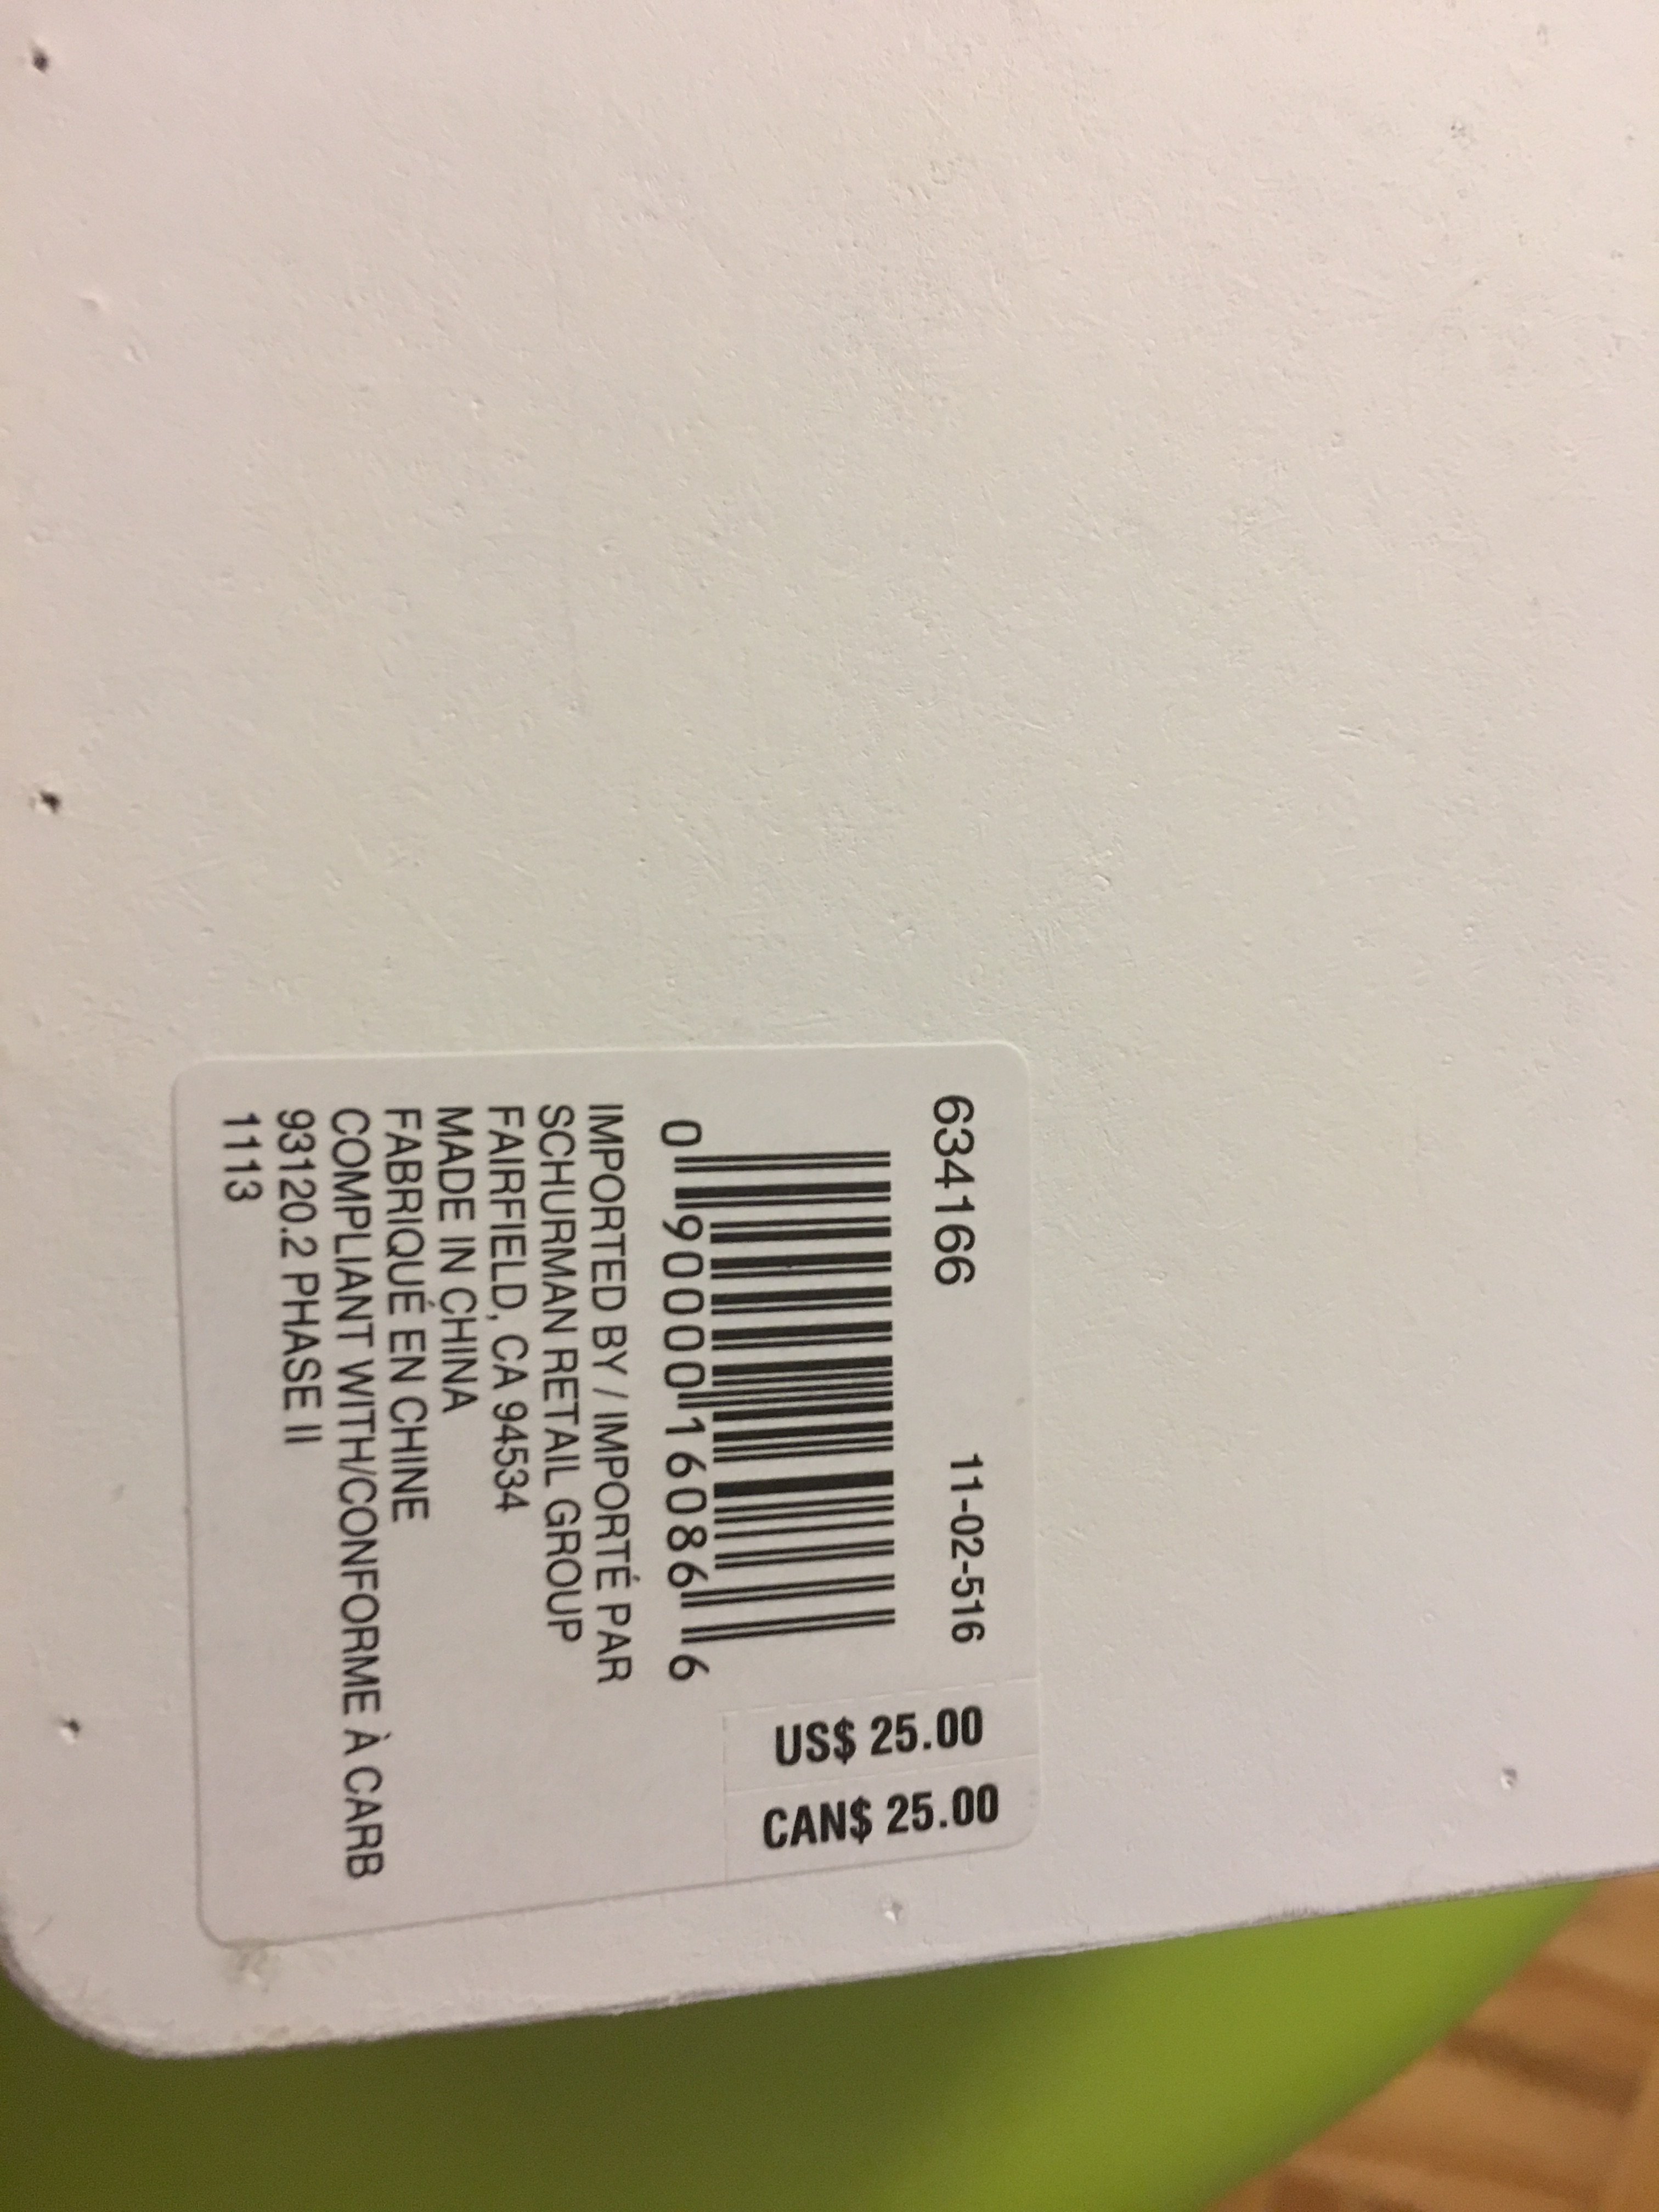 634166 11-02-516
US$ 25.00
CAN$ 25.00
0 90000 16086 6
IMPORTED BY / IMPORTÉ PAR
SCHURMAN RETAIL GROUP
FAIRFIELD, CA 94534
MADE IN CHINA
FABRIQUÉ EN CHINE
COMPLIANT WITH/CONFORME À CARB
93120.2 PHASE II
1113